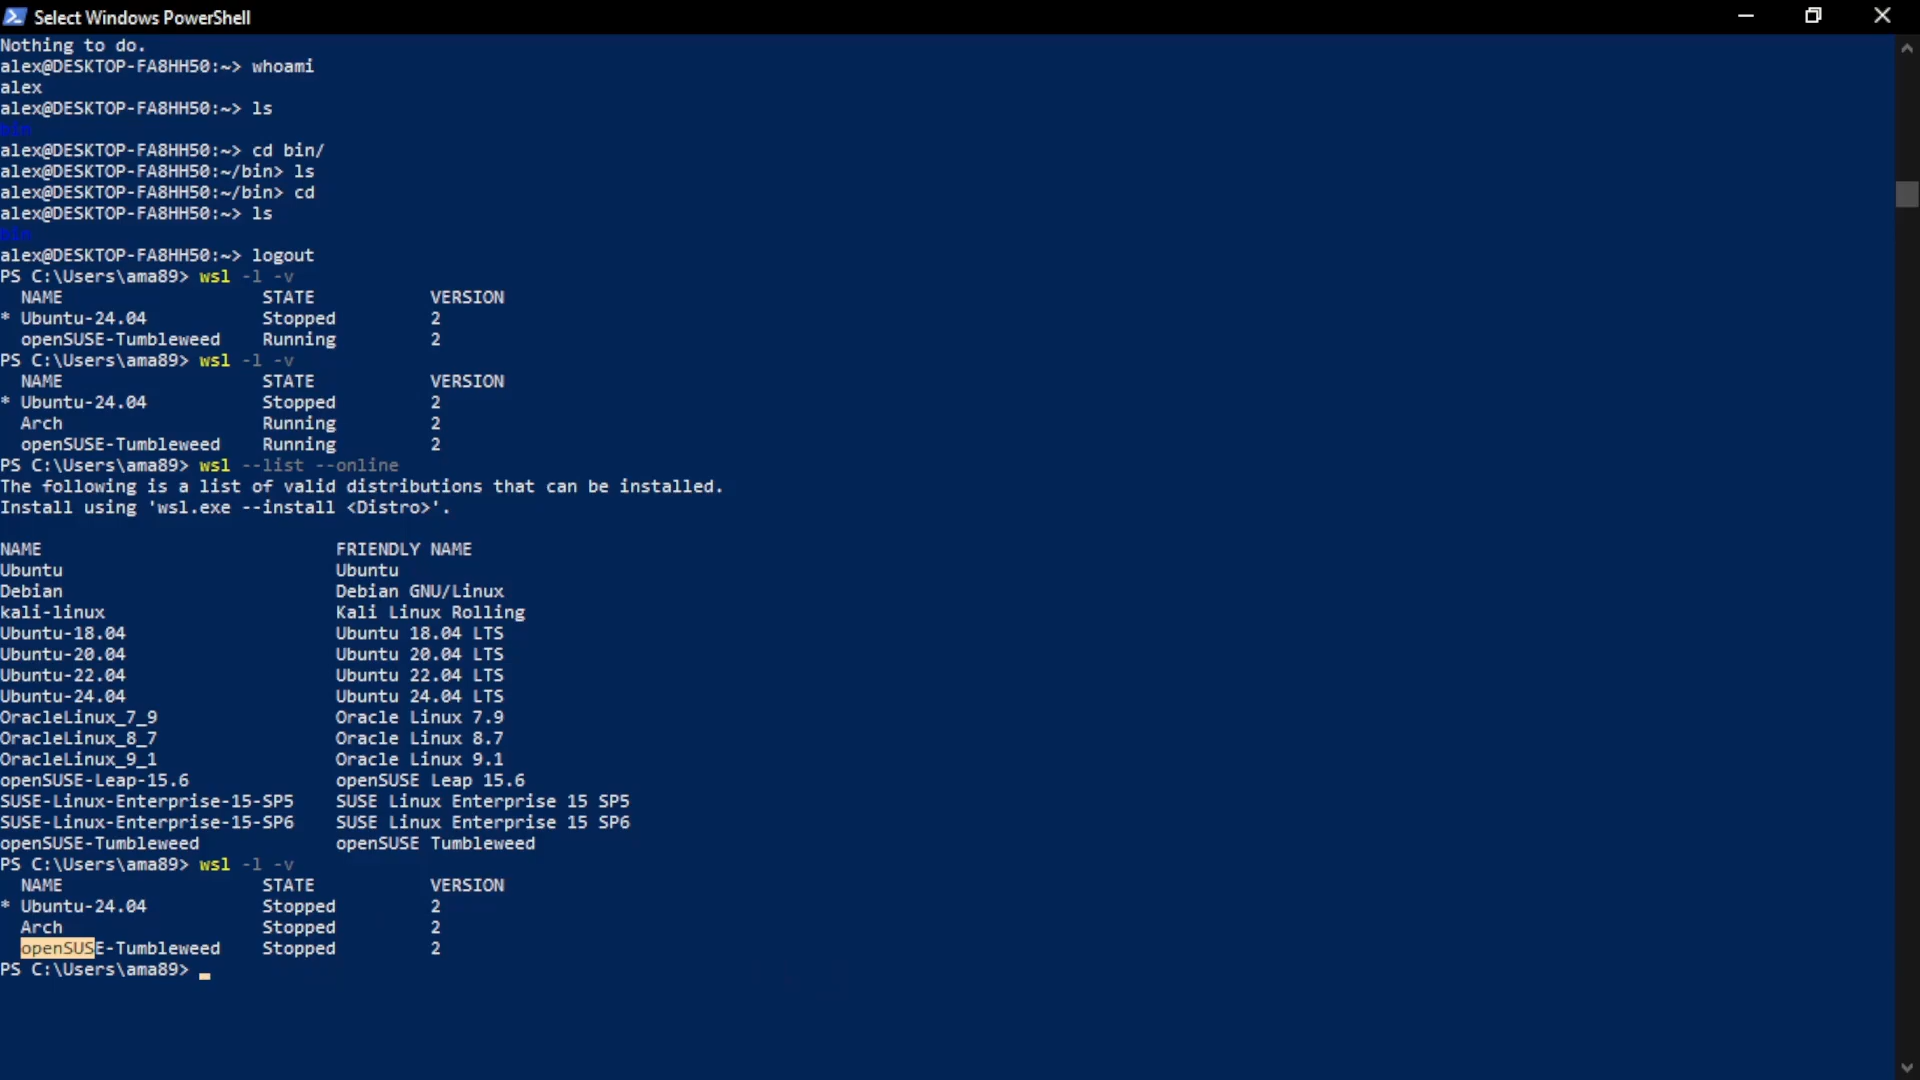 Select Windows PowerShell
Nothing to do.
alex@DESKTOP-FA8HH50:~> whoami
alex
alex@DESKTOP-FA8HH50:~> ls
bin
alex@DESKTOP-FA8HH50:~> cd bin/
alex@DESKTOP-FA8HH50:~/bin> ls
alex@DESKTOP-FA8HH50:~/bin> cd
alex@DESKTOP-FA8HH50:~> ls
bin
alex@DESKTOP-FA8HH50:~> logout
PS C:\Users\ama89> wsl -l -v
  NAME                   STATE           VERSION
* Ubuntu-24.04           Stopped         2
  openSUSE-Tumbleweed    Running         2
PS C:\Users\ama89> wsl -l -v
  NAME                   STATE           VERSION
* Ubuntu-24.04           Stopped         2
  Arch                   Running         2
  openSUSE-Tumbleweed    Running         2
PS C:\Users\ama89> wsl --list --online
The following is a list of valid distributions that can be installed.
Install using 'wsl.exe --install <Distro>'.

NAME                            FRIENDLY NAME
Ubuntu                          Ubuntu
Debian                          Debian GNU/Linux
kali-linux                      Kali Linux Rolling
Ubuntu-18.04                    Ubuntu 18.04 LTS
Ubuntu-20.04                    Ubuntu 20.04 LTS
Ubuntu-22.04                    Ubuntu 22.04 LTS
Ubuntu-24.04                    Ubuntu 24.04 LTS
OracleLinux_7_9                 Oracle Linux 7.9
OracleLinux_8_7                 Oracle Linux 8.7
OracleLinux_9_1                 Oracle Linux 9.1
openSUSE-Leap-15.6              openSUSE Leap 15.6
SUSE-Linux-Enterprise-15-SP5    SUSE Linux Enterprise 15 SP5
SUSE-Linux-Enterprise-15-SP6    SUSE Linux Enterprise 15 SP6
openSUSE-Tumbleweed             openSUSE Tumbleweed
PS C:\Users\ama89> wsl -l -v
  NAME                   STATE           VERSION
* Ubuntu-24.04           Stopped         2
  Arch                   Stopped         2
  openSUSE-Tumbleweed    Stopped         2
PS C:\Users\ama89>